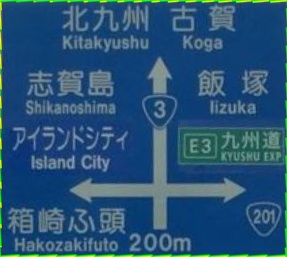 北九州 古賀
Kitakyushu Koga
志賀島
Shikanoshima
飯塚
Iizuka
3
アイランドシティ
Island City
E3 九州道
KYUSHU EXP
201
箱崎ふ頭
Hakozakifuto
200m